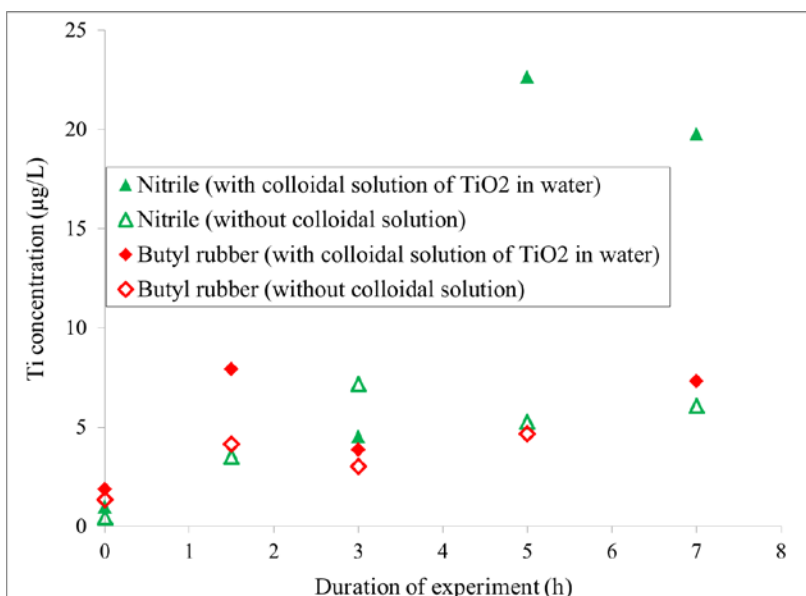 25
20
15
10
5
0
Ti concentration (µg/L)
Nitrile (with colloidal solution of TiO2 in water)
Nitrile (without colloidal solution)
Butyl rubber (with colloidal solution of TiO2 in water)
Butyl rubber (without colloidal solution)
0 1 2 3 4 5 6 7 8
Duration of experiment (h)